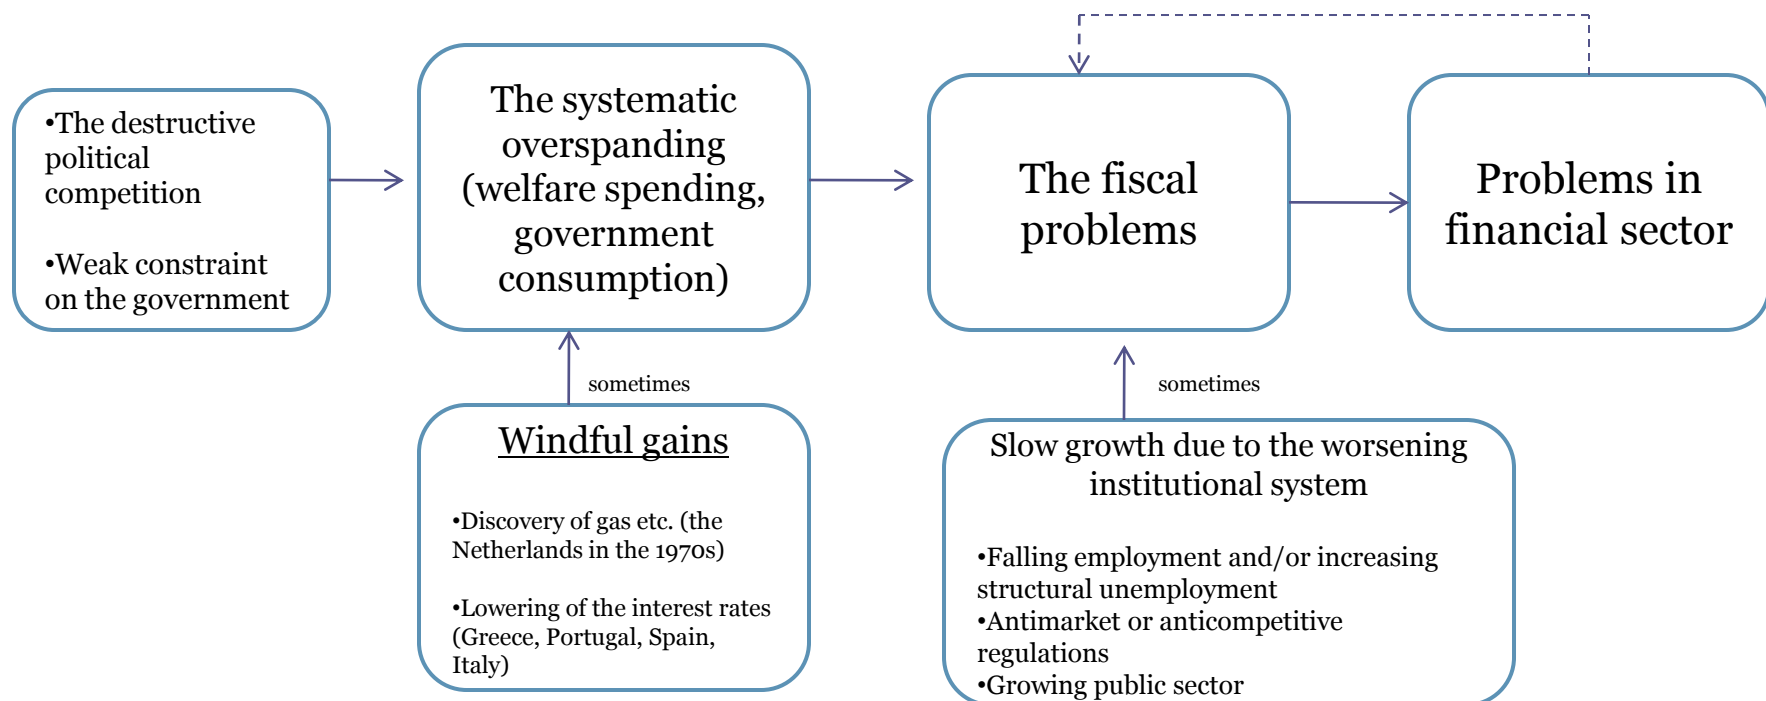 •The destructive
political
competition
•Weak constraint
on the government
The systematic
overspanding
(welfare spending,
government
consumption)
The fiscal
problems
Problems in
financial sector
sometimes
Windful gains
•Discovery of gas etc. (the
Netherlands in the 1970s)
•Lowering of the interest rates
(Greece, Portugal, Spain,
Italy)
sometimes
Slow growth due to the worsening
institutional system
•Falling employment and/or increasing
structural unemployment
•Antimarket or anticompetitive
regulations
•Growing public sector